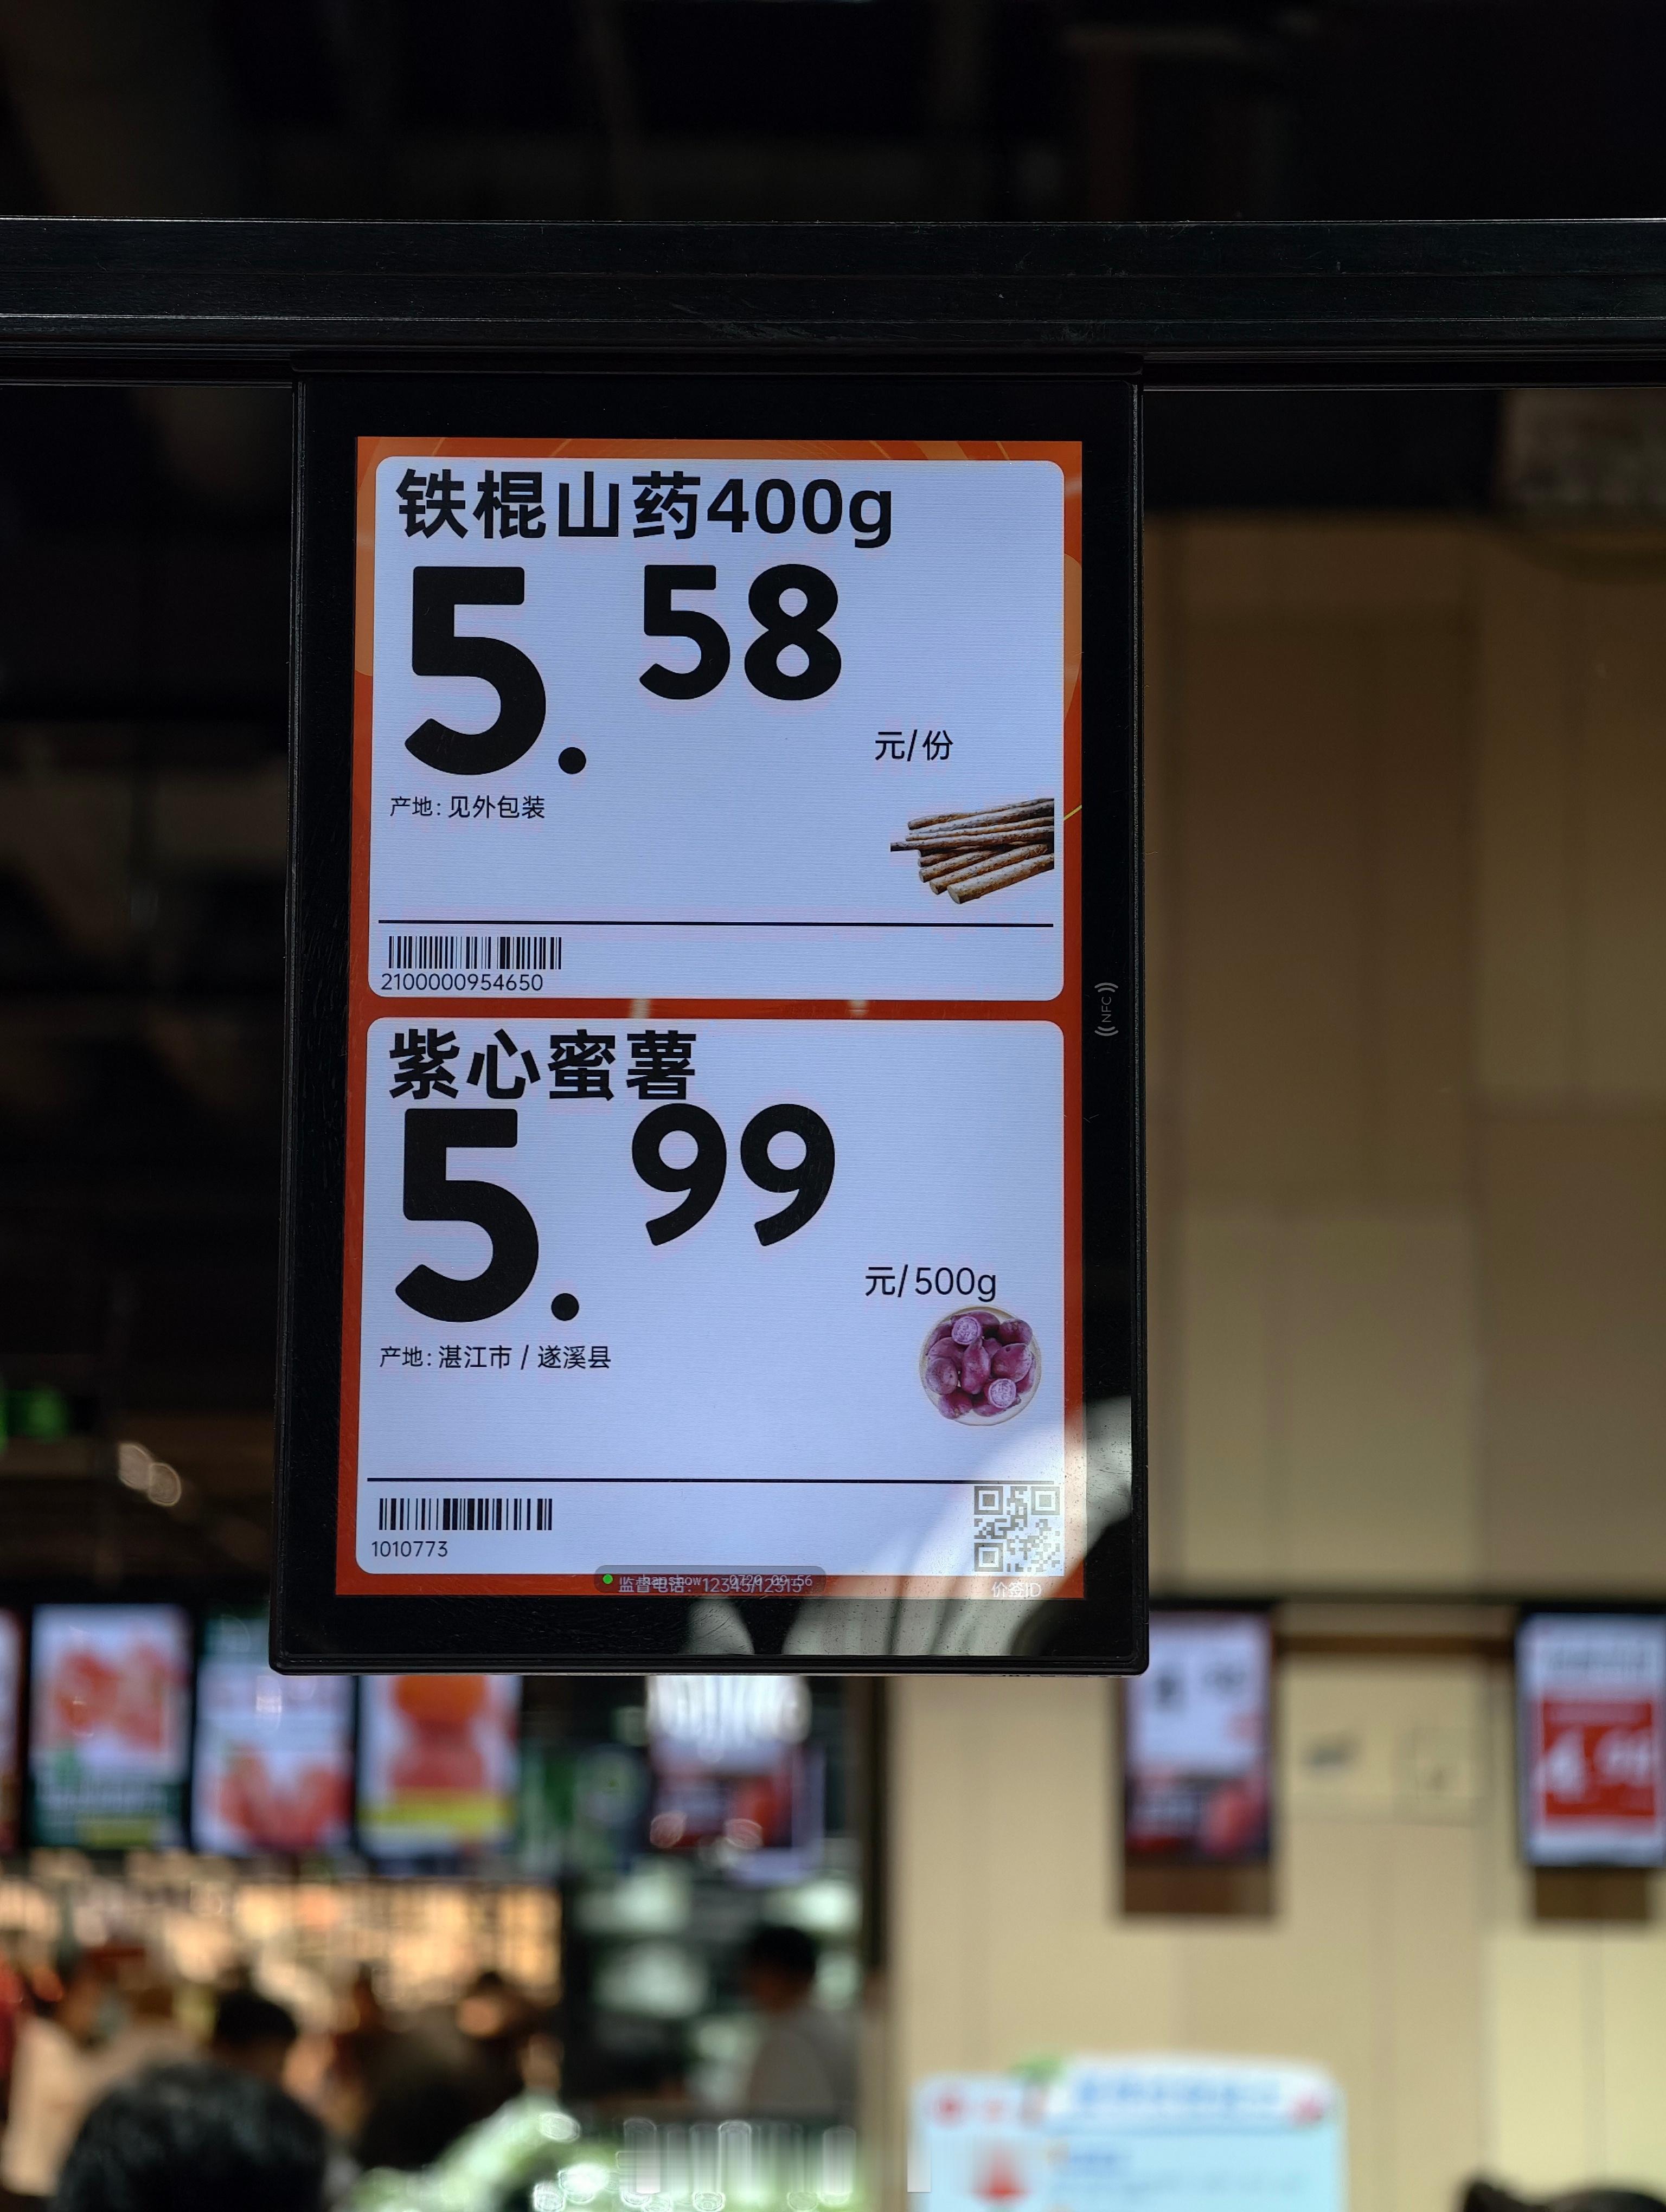 铁棍山药400g
5.58
元/份
产地: 见外包装
2100000954650
NFC
紫心蜜薯
5.99
元/500g
产地: 湛江市 / 遂溪县
1010773
监督电话: 12345/12315
价签ID